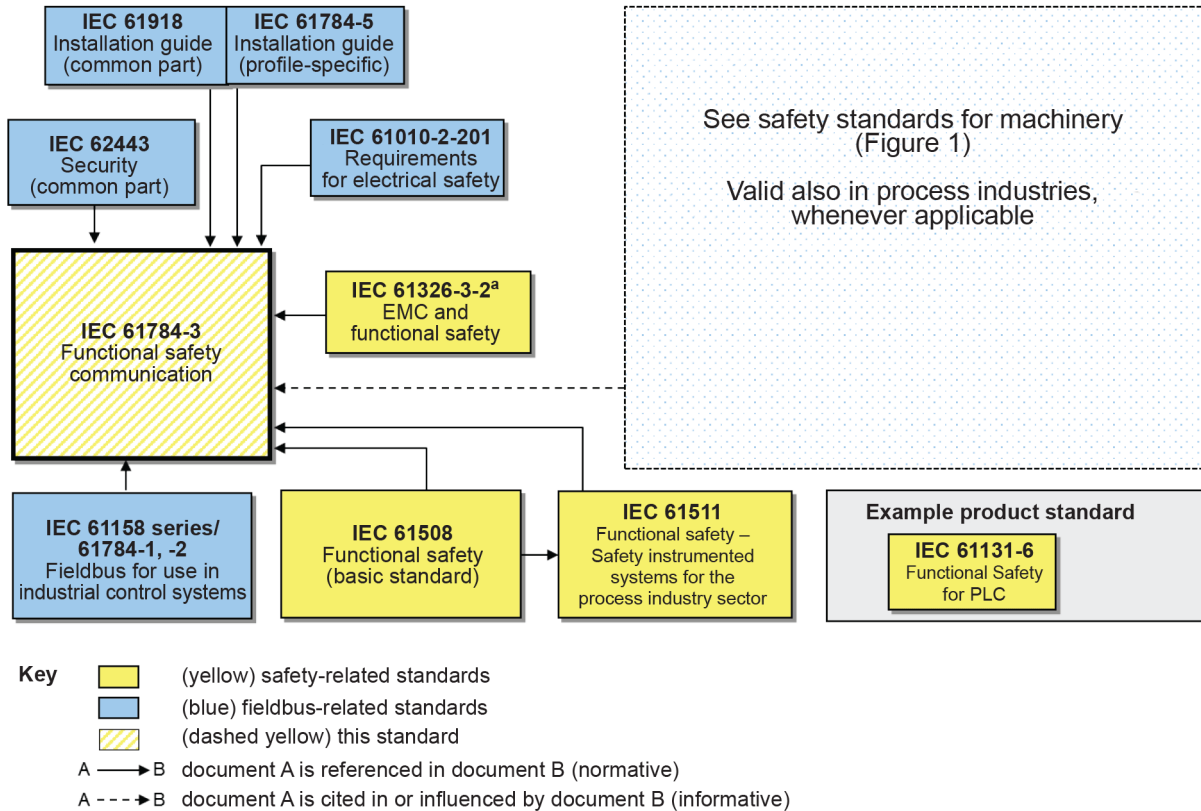 IEC 61918
Installation guide
(common part)
IEC 61784-5
Installation guide
(profile-specific)
See safety standards for machinery
(Figure 1)
Valid also in process industries,
whenever applicable
IEC 62443
Security
(common part)
IEC 61010-2-201
Requirements
for electrical safety
IEC 61326-3-2ᵃ
EMC and
functional safety
IEC 61784-3
Functional safety
communication
IEC 61158 series/
61784-1, -2
Fieldbus for use in
industrial control systems
IEC 61508
Functional safety
(basic standard)
IEC 61511
Functional safety –
Safety instrumented
systems for the
process industry sector
Example product standard
IEC 61131-6
Functional Safety
for PLC
Key
(yellow) safety-related standards
(blue) fieldbus-related standards
(dashed yellow) this standard
A B document A is referenced in document B (normative)
A B document A is cited in or influenced by document B (informative)